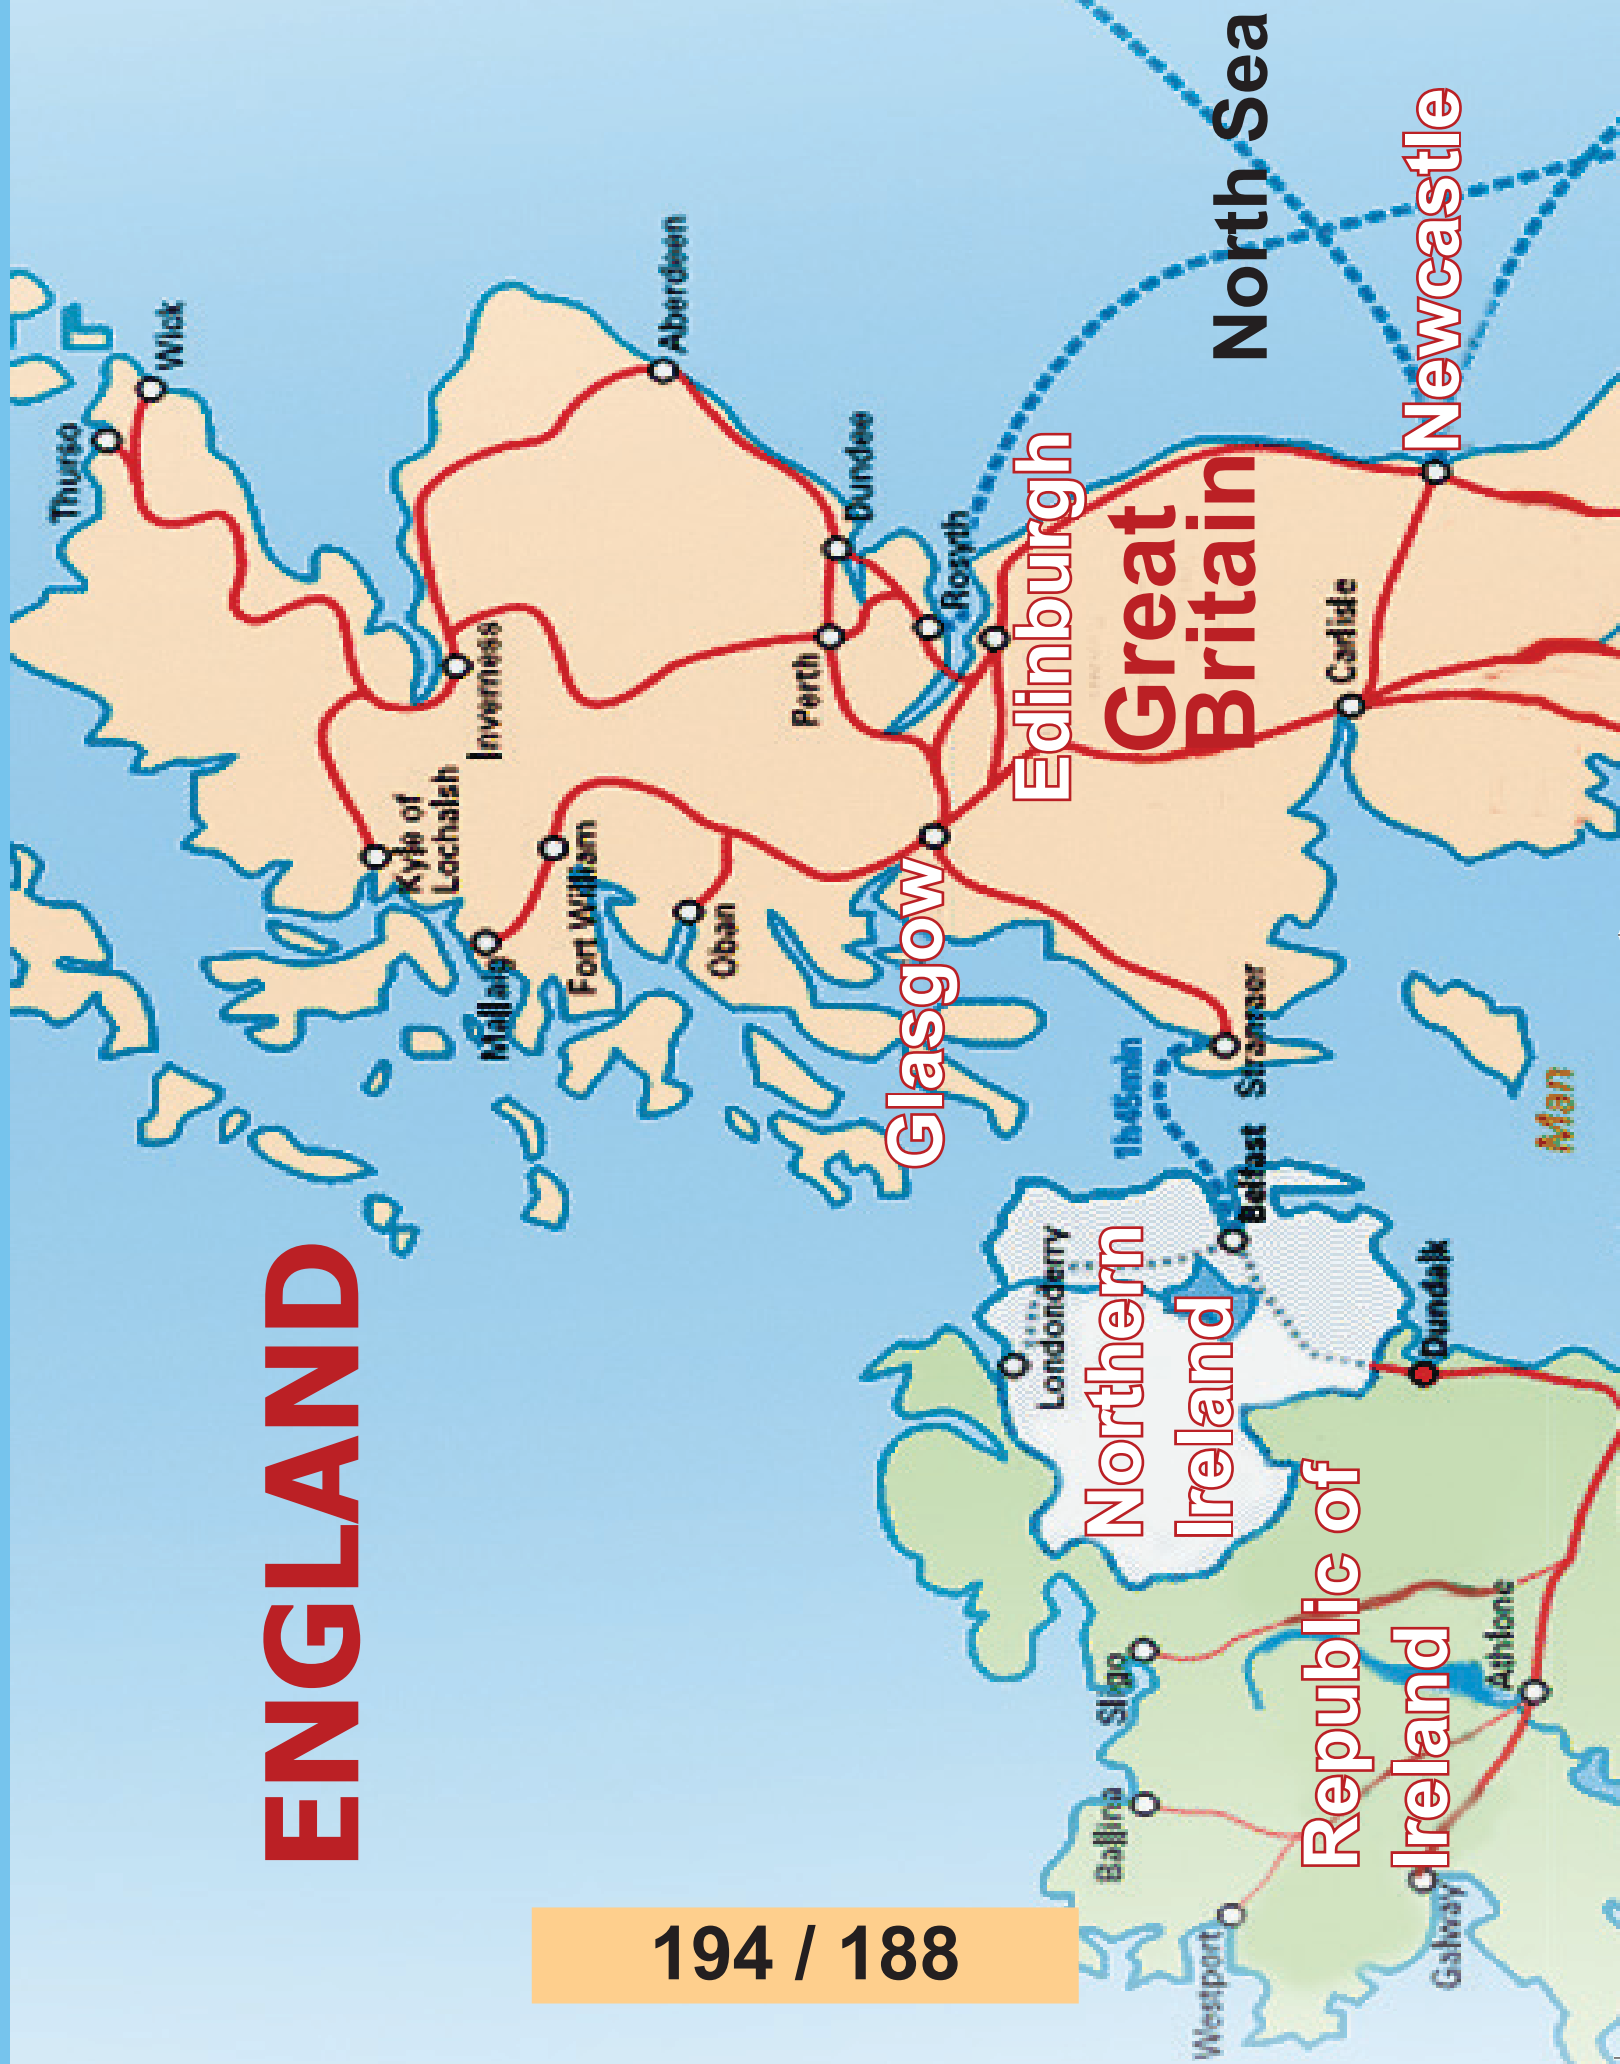 ENGLAND
Thurso
Wick
Kyle of
Lochalsh
Inverness
Mallaig
Fort William
Aberdeen
Oban
Perth
Dundee
Rosyth
Glasgow
Edinburgh
Great
Britain
North Sea
Newcastle
Carlisle
1h45min
Stranraer
Belfast
Man
Londonderry
Northern
Ireland
Dundalk
Republic of
Ireland
Sligo
Ballina
Athlone
Westport
Galway
194 / 188